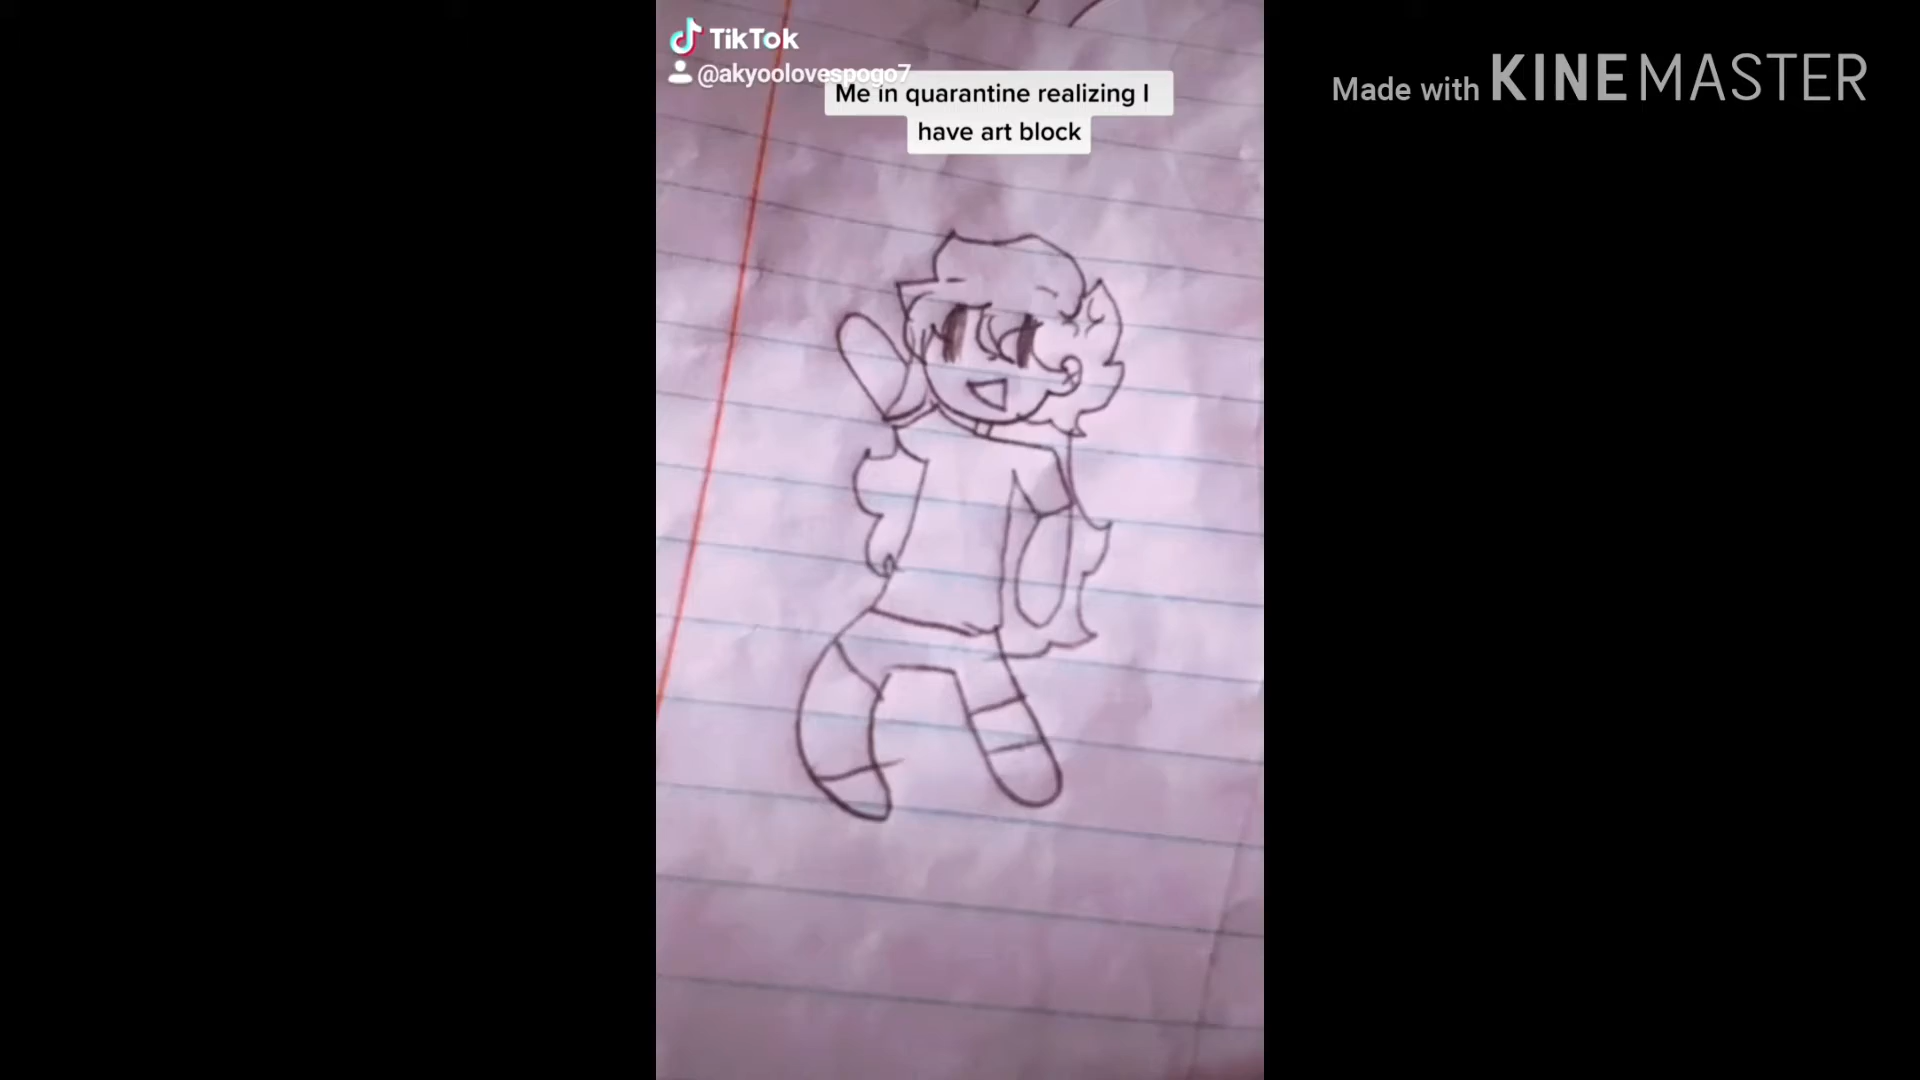 TikTok
@akyoolovespogo7
Me in quarantine realizing I
have art block
Made with KINEMASTER